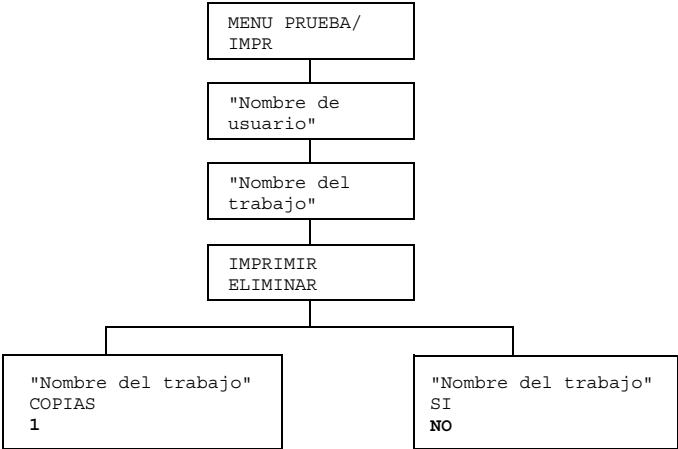 MENU PRUEBA/
IMPR
"Nombre de
usuario"
"Nombre del
trabajo"
IMPRIMIR
ELIMINAR
"Nombre del trabajo"
COPIAS
1
"Nombre del trabajo"
SI
NO